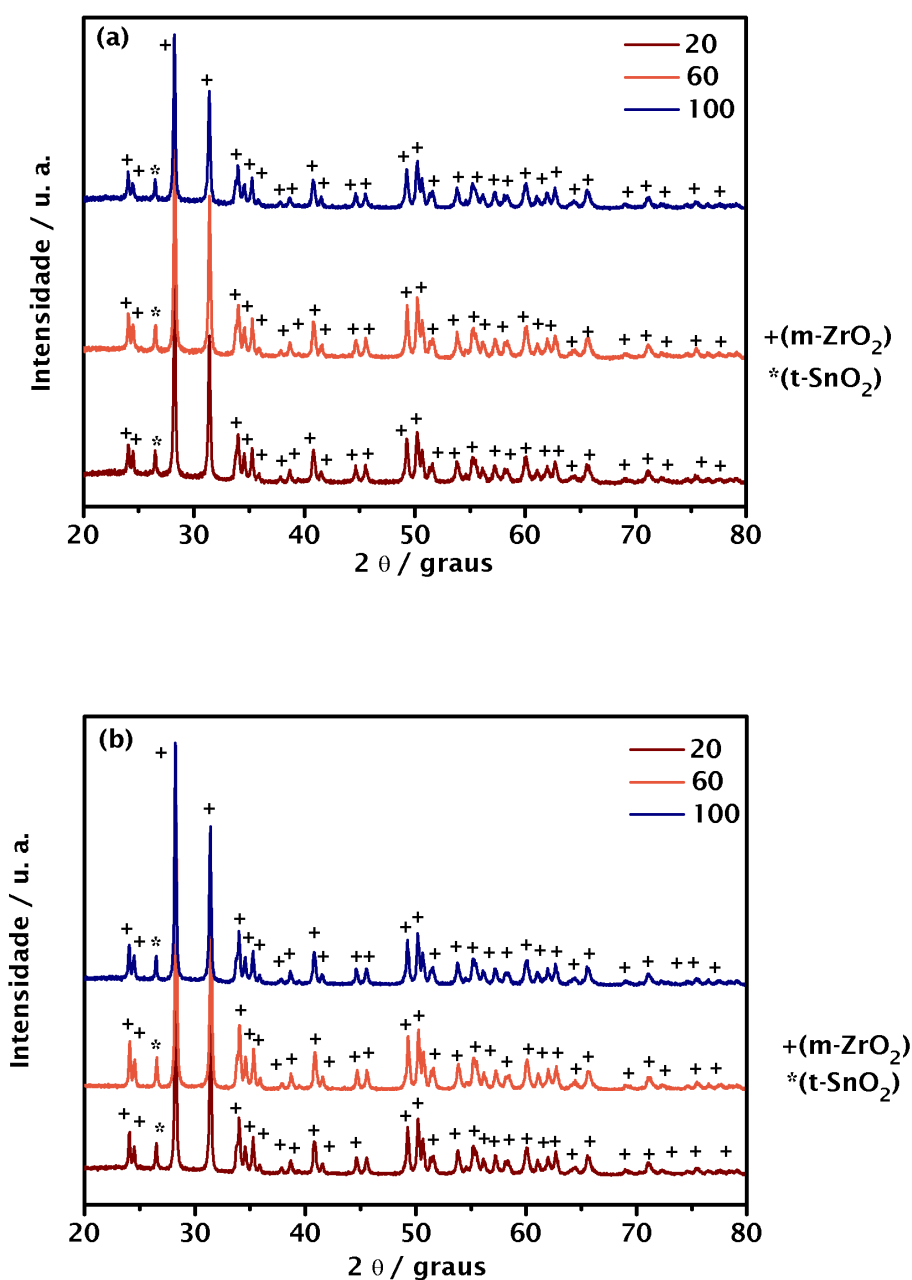 (a)
20
60
100
Intensidade / u. a.
+(m-ZrO2)
*(t-SnO2)
20 30 40 50 60 70 80
2 θ / graus
(b)
20
60
100
Intensidade / u. a.
+(m-ZrO2)
*(t-SnO2)
20 30 40 50 60 70 80
2 θ / graus